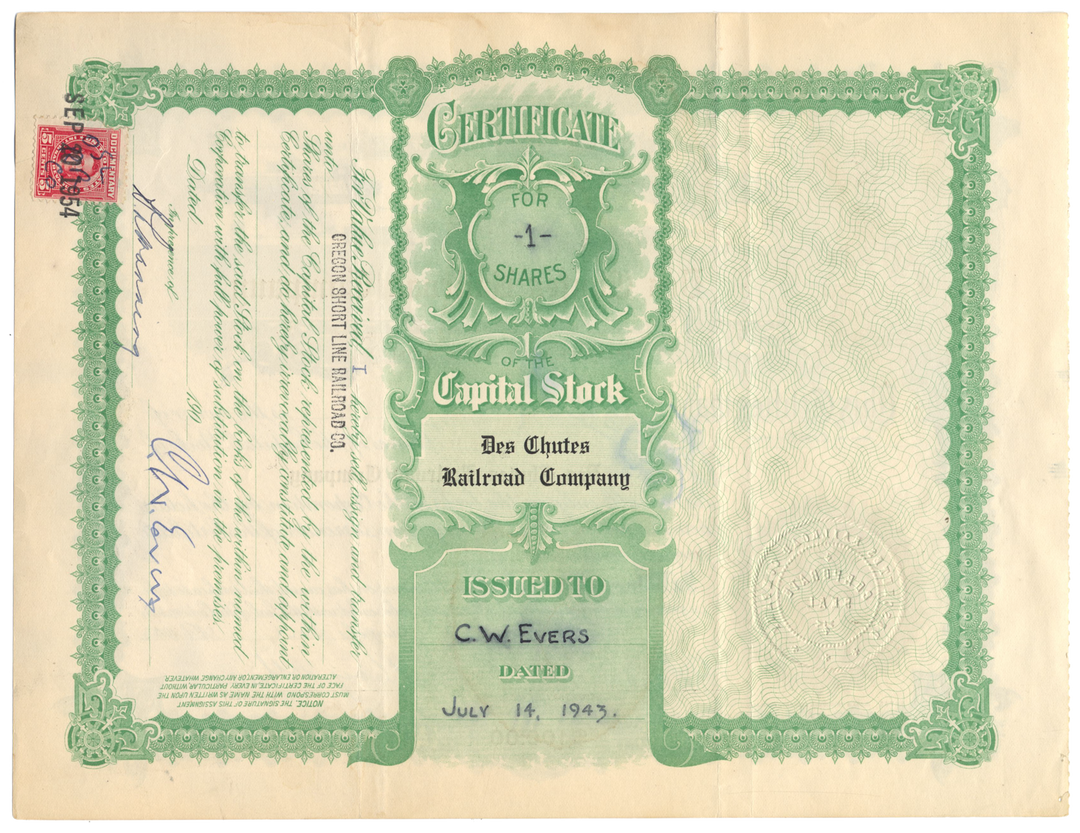 CERTIFICATE
FOR
-1-
SHARES
OF THE
Capital Stock
Des Chutes
Railroad Company
ISSUED TO
C.W. EVERS
DATED
JULY 14, 1943.
For Value Received I hereby sell, assign and transfer
unto
OREGON SHORT LINE RAILROAD CO.
Shares of the Capital Stock represented by the within
Certificate, and do hereby irrevocably constitute and appoint
to transfer the said Stock on the books of the within named
Corporation with full power of substitution in the premises.
Dated 191
In presence of
C.W. Evers
NOTICE. THE SIGNATURE OF THIS ASSIGNMENT
MUST CORRESPOND WITH THE NAME AS WRITTEN UPON THE
FACE OF THE CERTIFICATE, IN EVERY PARTICULAR WITHOUT
ALTERATION OR ENLARGEMENT, OR ANY CHANGE WHATEVER.
DOCUMENTARY
5 CENTS 5
SEP 1954